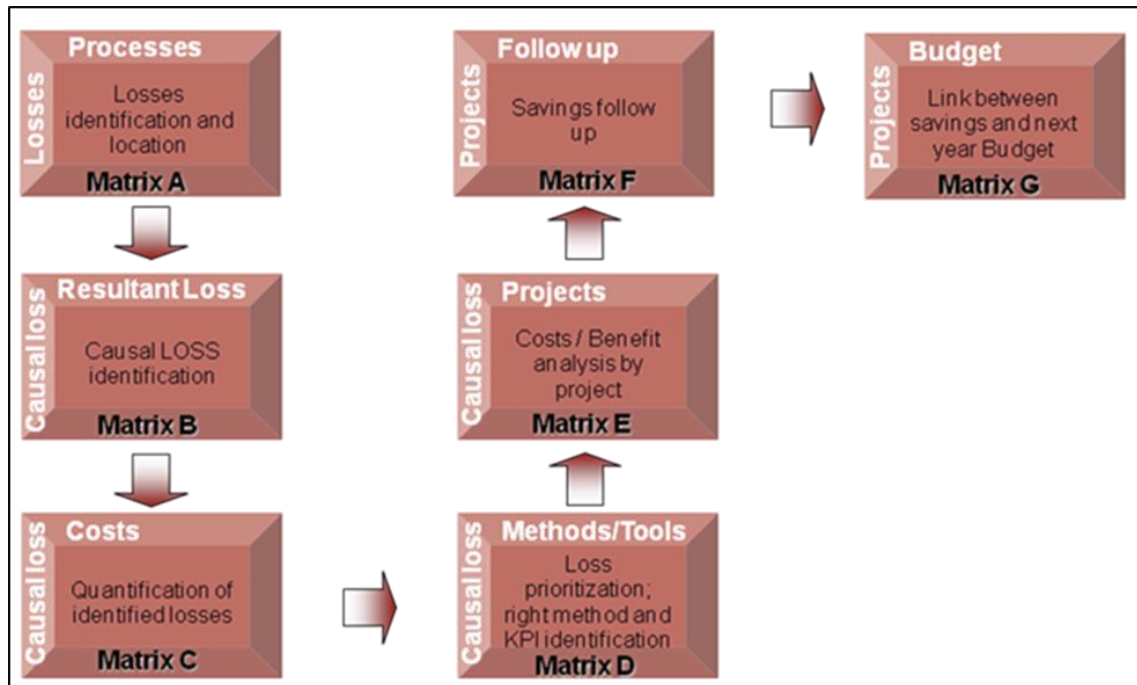 Processes
Losses
Losses
identification and
location
Matrix A
Resultant Loss
Causal loss
Causal LOSS
identification
Matrix B
Costs
Causal loss
Quantification of
identified losses
Matrix C
Methods/Tools
Causal loss
Loss
prioritization;
right method and
KPI identification
Matrix D
Projects
Causal loss
Costs / Benefit
analysis by
project
Matrix E
Follow up
Projects
Savings follow
up
Matrix F
Budget
Projects
Link between
savings and next
year Budget
Matrix G